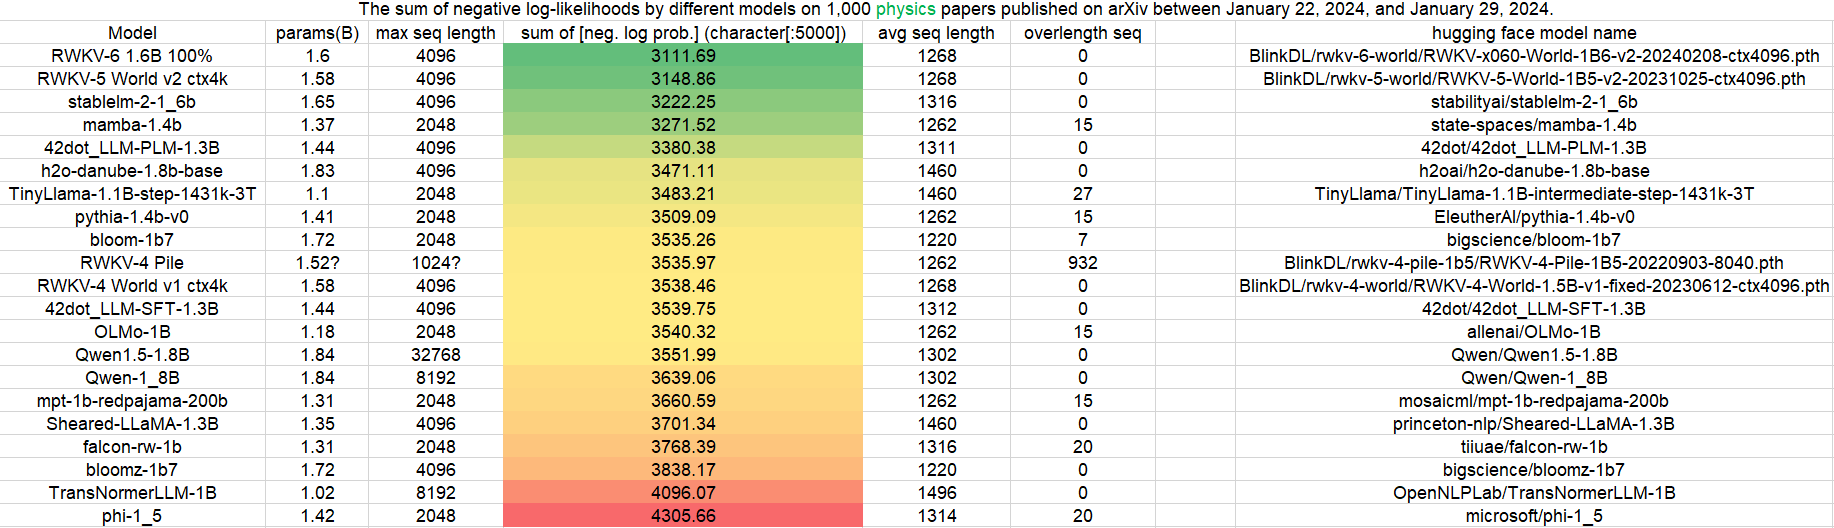 The sum of negative log-likelihoods by different models on 1,000 physics papers published on arXiv between January 22, 2024, and January 29, 2024.
Model params(B) max seq length sum of [neg. log prob.] (character[:5000]) avg seq length overlength seq hugging face model name
RWKV-6 1.6B 100% 1.6 4096 3111.69 1268 0 BlinkDL/rwkv-6-world/RWKV-x060-World-1B6-v2-20240208-ctx4096.pth
RWKV-5 World v2 ctx4k 1.58 4096 3148.86 1268 0 BlinkDL/rwkv-5-world/RWKV-5-World-1B5-v2-20231025-ctx4096.pth
stablelm-2-1_6b 1.65 4096 3222.25 1316 0 stabilityai/stablelm-2-1_6b
mamba-1.4b 1.37 2048 3271.52 1262 15 state-spaces/mamba-1.4b
42dot_LLM-PLM-1.3B 1.44 4096 3380.38 1311 0 42dot/42dot_LLM-PLM-1.3B
h2o-danube-1.8b-base 1.83 4096 3471.11 1460 0 h2oai/h2o-danube-1.8b-base
TinyLlama-1.1B-step-1431k-3T 1.1 2048 3483.21 1460 27 TinyLlama/TinyLlama-1.1B-intermediate-step-1431k-3T
pythia-1.4b-v0 1.41 2048 3509.09 1262 15 EleutherAI/pythia-1.4b-v0
bloom-1b7 1.72 2048 3535.26 1220 7 bigscience/bloom-1b7
RWKV-4 Pile 1.52? 1024? 3535.97 1262 932 BlinkDL/rwkv-4-pile-1b5/RWKV-4-Pile-1B5-20220903-8040.pth
RWKV-4 World v1 ctx4k 1.58 4096 3538.46 1268 0 BlinkDL/rwkv-4-world/RWKV-4-World-1.5B-v1-fixed-20230612-ctx4096.pth
42dot_LLM-SFT-1.3B 1.44 4096 3539.75 1312 0 42dot/42dot_LLM-SFT-1.3B
OLMo-1B 1.18 2048 3540.32 1262 15 allenai/OLMo-1B
Qwen1.5-1.8B 1.84 32768 3551.99 1302 0 Qwen/Qwen1.5-1.8B
Qwen-1_8B 1.84 8192 3639.06 1302 0 Qwen/Qwen-1_8B
mpt-1b-redpajama-200b 1.31 2048 3660.59 1262 15 mosaicml/mpt-1b-redpajama-200b
Sheared-LLaMA-1.3B 1.35 4096 3701.34 1460 0 princeton-nlp/Sheared-LLaMA-1.3B
falcon-rw-1b 1.31 2048 3768.39 1316 20 tiiuae/falcon-rw-1b
bloomz-1b7 1.72 4096 3838.17 1220 0 bigscience/bloomz-1b7
TransNormerLLM-1B 1.02 8192 4096.07 1496 0 OpenNLPLab/TransNormerLLM-1B
phi-1_5 1.42 2048 4305.66 1314 20 microsoft/phi-1_5